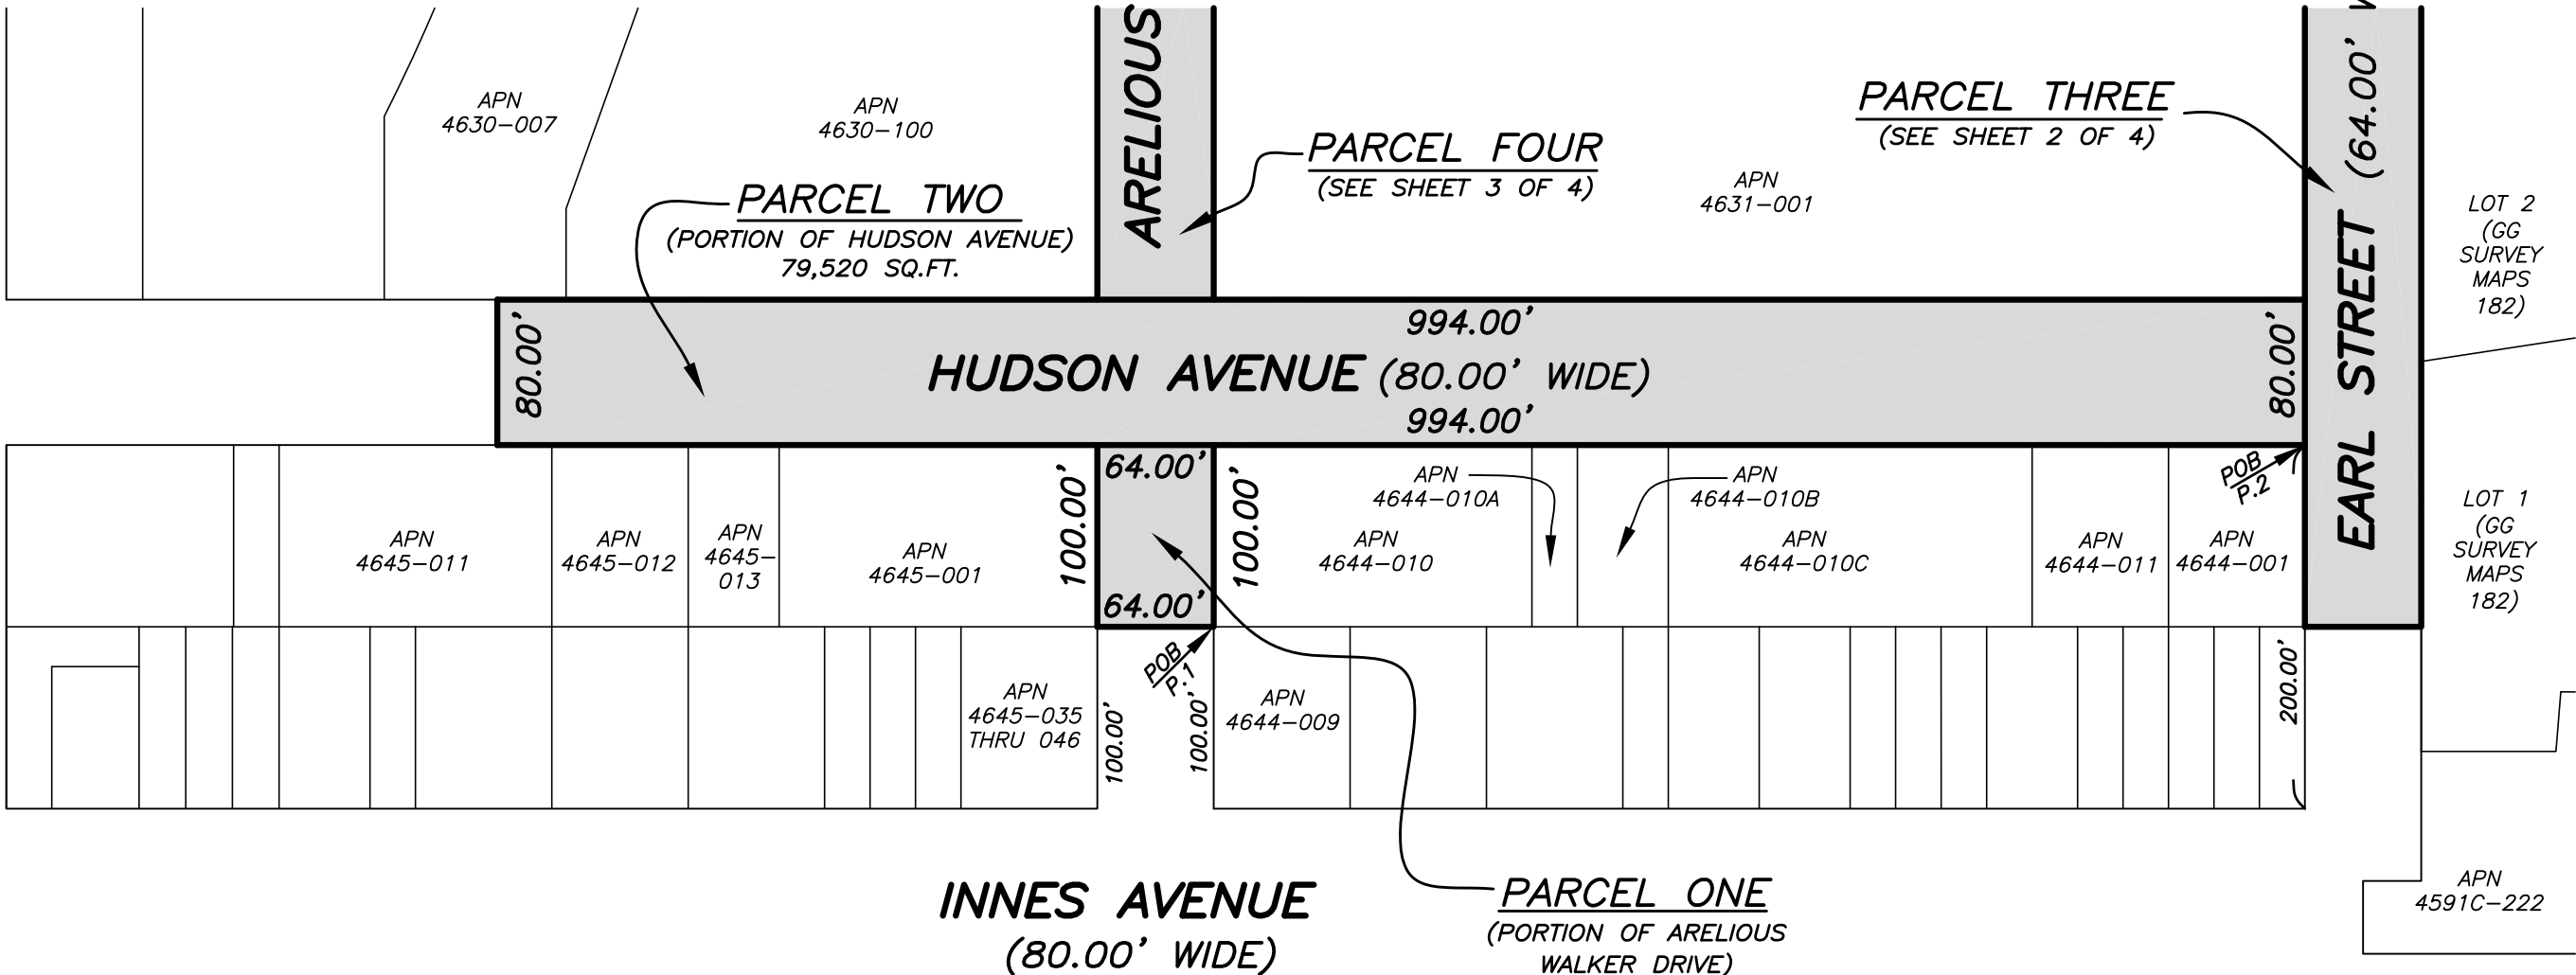 ARELIOUS
(64.00'
EARL STREET
APN
4630-007
APN
4630-100
PARCEL FOUR
(SEE SHEET 3 OF 4)
PARCEL THREE
(SEE SHEET 2 OF 4)
APN
4631-001
PARCEL TWO
(PORTION OF HUDSON AVENUE)
79,520 SQ.FT.
LOT 2
(GG
SURVEY
MAPS
182)
80.00'
994.00'
HUDSON AVENUE (80.00' WIDE)
994.00'
80.00'
POB
P.2
APN
4645-011
APN
4645-012
APN
4645-
013
APN
4645-001
100.00'
64.00'
64.00'
100.00'
APN
4644-010
APN
4644-010A
APN
4644-010B
APN
4644-010C
APN
4644-011
APN
4644-001
LOT 1
(GG
SURVEY
MAPS
182)
APN
4645-035
THRU 046
100.00'
POB
P.1
100.00'
APN
4644-009
200.00'
INNES AVENUE
(80.00' WIDE)
PARCEL ONE
(PORTION OF ARELIOUS
WALKER DRIVE)
APN
4591C-222